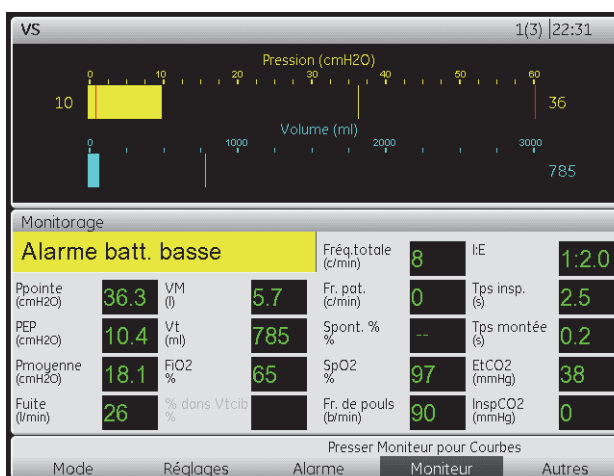 VS 1(3) 22:31
Pression (cmH2O)
0 10 20 30 40 50 60
10 36
Volume (ml)
0 1000 2000 3000
785
Monitorage
Alarme batt. basse
Fréq.totale (c/min) 8 I:E 1:2.0
Ppointe (cmH2O) 36.3 VM (l) 5.7 Fr. pat. (c/min) 0 Tps insp. (s) 2.5
PEP (cmH2O) 10.4 Vt (ml) 785 Spont. % % -- Tps montée (s) 0.2
Pmoyenne (cmH2O) 18.1 FiO2 % 65 SpO2 % 97 EtCO2 (mmHg) 38
Fuite (l/min) 26 % dans Vtcib % Fr. de pouls (b/min) 90 InspCO2 (mmHg) 0
Presser Moniteur pour Courbes
Mode Réglages Alarme Moniteur Autres